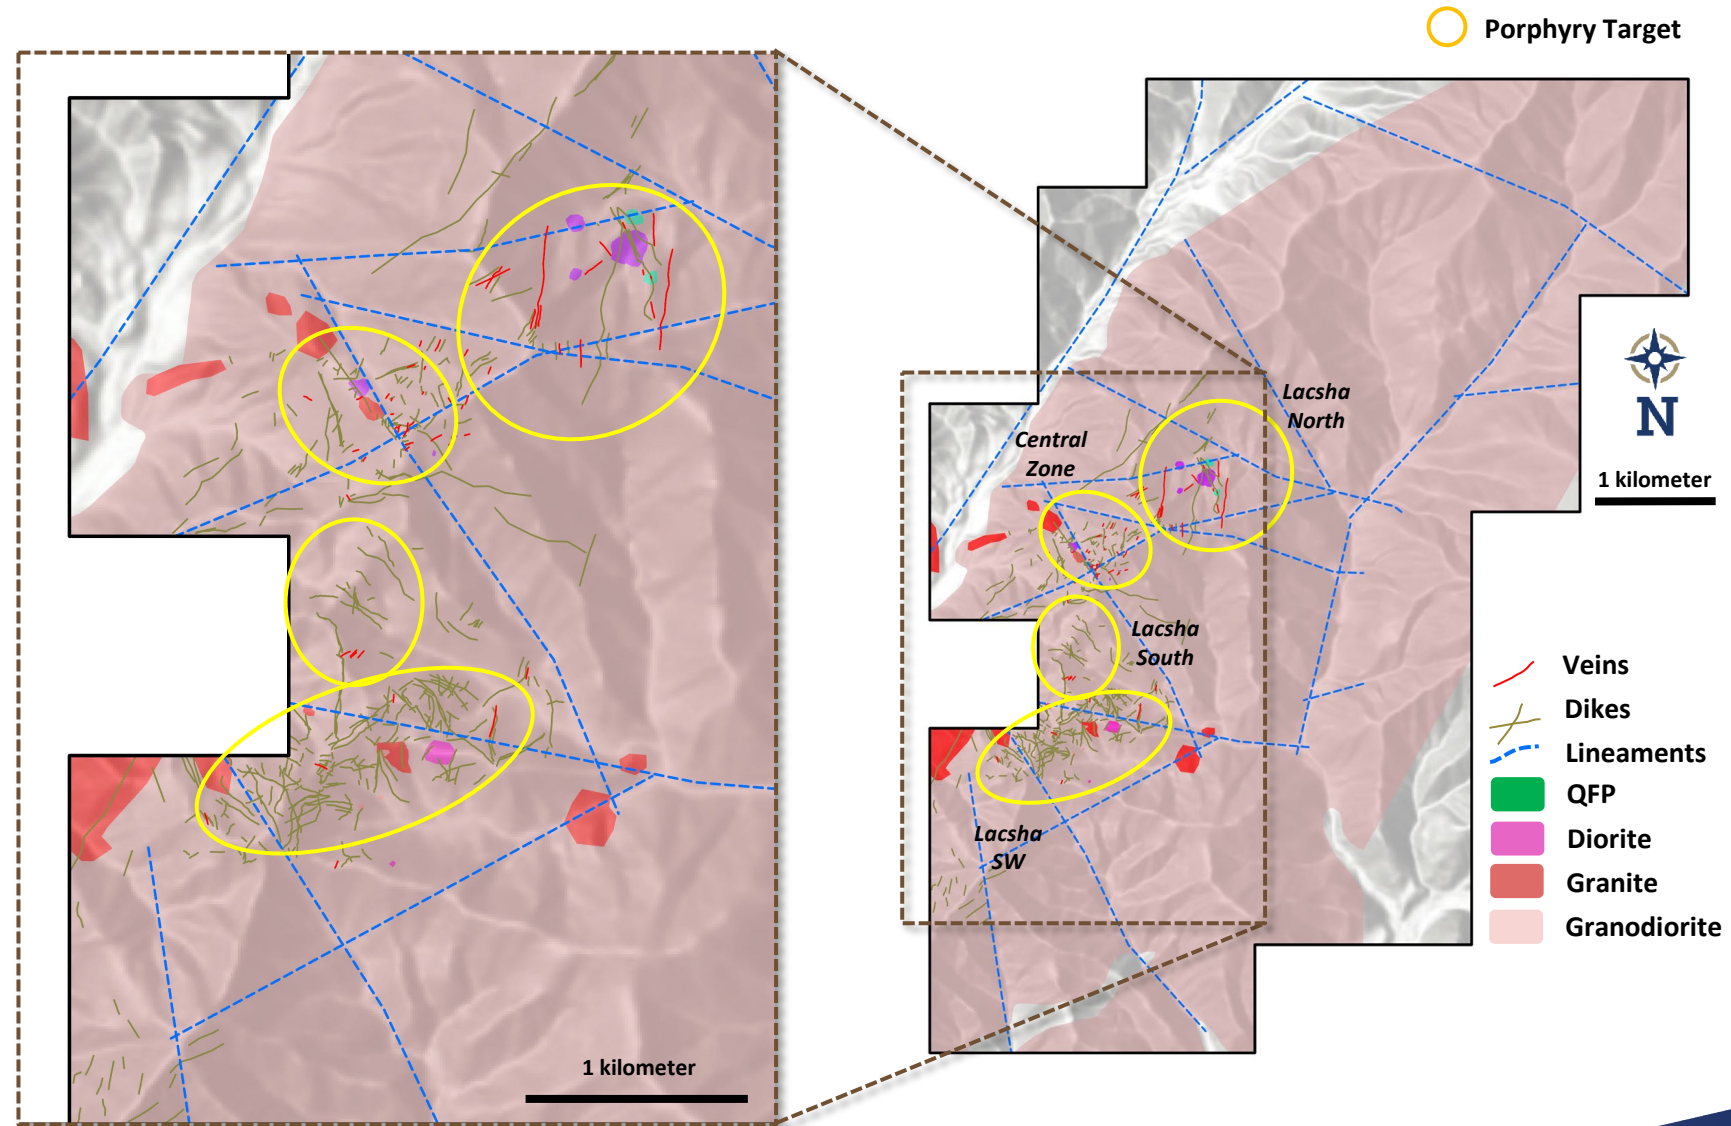 Porphyry Target
Lacsha
North
Central
Zone
N
1 kilometer
Lacsha
South
Veins
Dikes
Lineaments
QFP
Diorite
Granite
Granodiorite
Lacsha
SW
1 kilometer